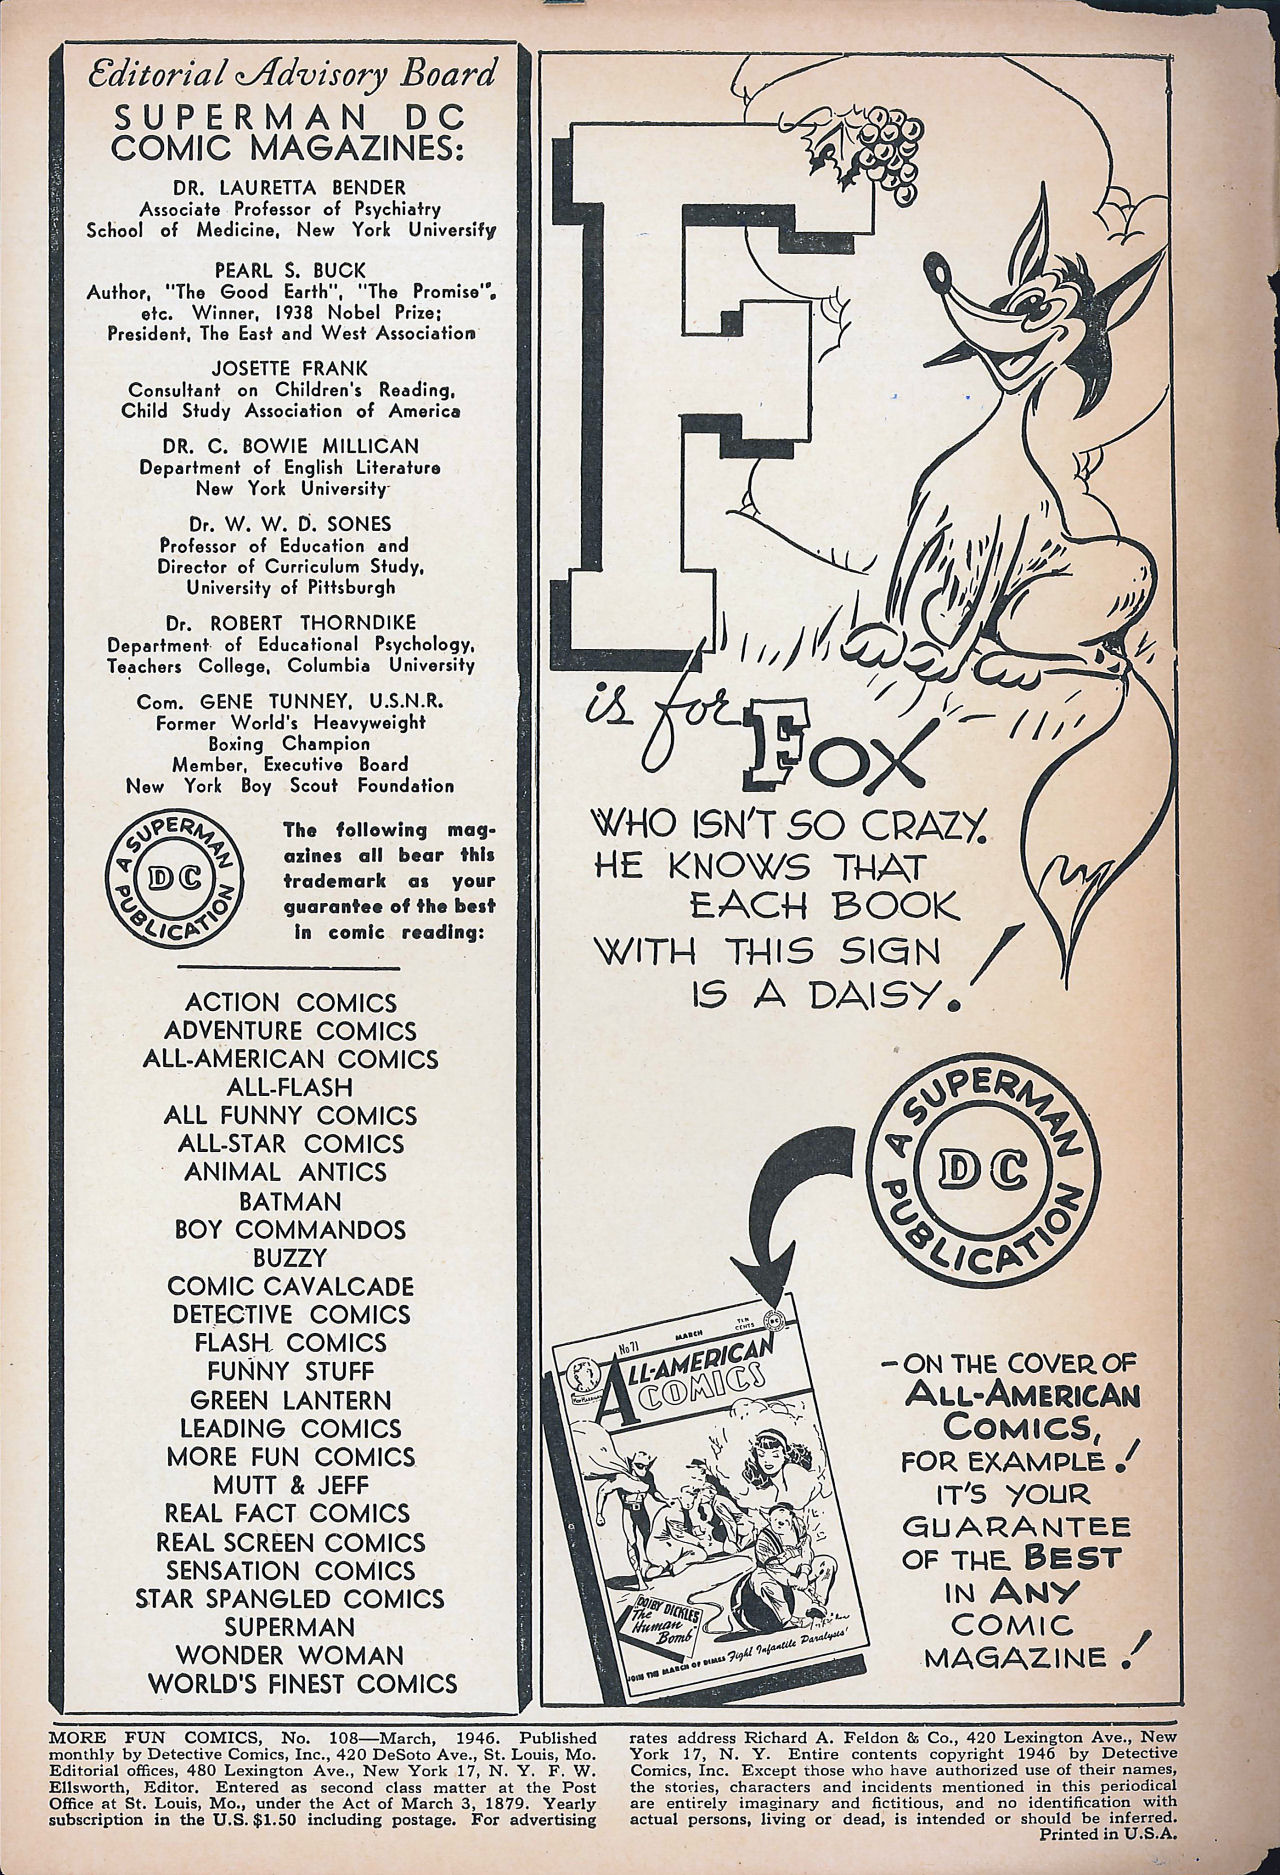 Editorial Advisory Board
SUPERMAN DC
COMIC MAGAZINES:
DR. LAURETTA BENDER
Associate Professor of Psychiatry
School of Medicine, New York University
PEARL S. BUCK
Author, "The Good Earth", "The Promise",
etc. Winner, 1938 Nobel Prize;
President, The East and West Association
JOSETTE FRANK
Consultant on Children's Reading,
Child Study Association of America
DR. C. BOWIE MILLICAN
Department of English Literature
New York University
Dr. W. W. D. SONES
Professor of Education and
Director of Curriculum Study,
University of Pittsburgh
Dr. ROBERT THORNDIKE
Department of Educational Psychology,
Teachers College, Columbia University
Com. GENE TUNNEY, U.S.N.R.
Former World's Heavyweight
Boxing Champion
Member, Executive Board
New York Boy Scout Foundation
A SUPERMAN
DC
PUBLICATION
The following mag-
azines all bear this
trademark as your
guarantee of the best
in comic reading:
ACTION COMICS
ADVENTURE COMICS
ALL-AMERICAN COMICS
ALL-FLASH
ALL FUNNY COMICS
ALL-STAR COMICS
ANIMAL ANTICS
BATMAN
BOY COMMANDOS
BUZZY
COMIC CAVALCADE
DETECTIVE COMICS
FLASH COMICS
FUNNY STUFF
GREEN LANTERN
LEADING COMICS
MORE FUN COMICS
MUTT & JEFF
REAL FACT COMICS
REAL SCREEN COMICS
SENSATION COMICS
STAR SPANGLED COMICS
SUPERMAN
WONDER WOMAN
WORLD'S FINEST COMICS
F
is for FOX
WHO ISN'T SO CRAZY.
HE KNOWS THAT
EACH BOOK
WITH THIS SIGN
IS A DAISY.!
A SUPERMAN
DC
PUBLICATION
No 71
MARCH
TEN
CENTS
DC
ALL-AMERICAN
COMICS
DOIBY DICKLES
The
Human
Bomb"
JOIN THE MARCH OF DIMES Fight Infantile Paralysis!
- ON THE COVER OF
ALL-AMERICAN
COMICS,
FOR EXAMPLE!
IT'S YOUR
GUARANTEE
OF THE BEST
IN ANY
COMIC
MAGAZINE!
MORE FUN COMICS, No. 108—March, 1946. Published
monthly by Detective Comics, Inc., 420 DeSoto Ave., St. Louis, Mo.
Editorial offices, 480 Lexington Ave., New York 17, N. Y. F. W.
Ellsworth, Editor. Entered as second class matter at the Post
Office at St. Louis, Mo., under the Act of March 3, 1879. Yearly
subscription in the U.S. $1.50 including postage. For advertising
rates address Richard A. Feldon & Co., 420 Lexington Ave., New
York 17, N. Y. Entire contents copyright 1946 by Detective
Comics, Inc. Except those who have authorized use of their names,
the stories, characters and incidents mentioned in this periodical
are entirely imaginary and fictitious, and no identification with
actual persons, living or dead, is intended or should be inferred.
Printed in U.S.A.